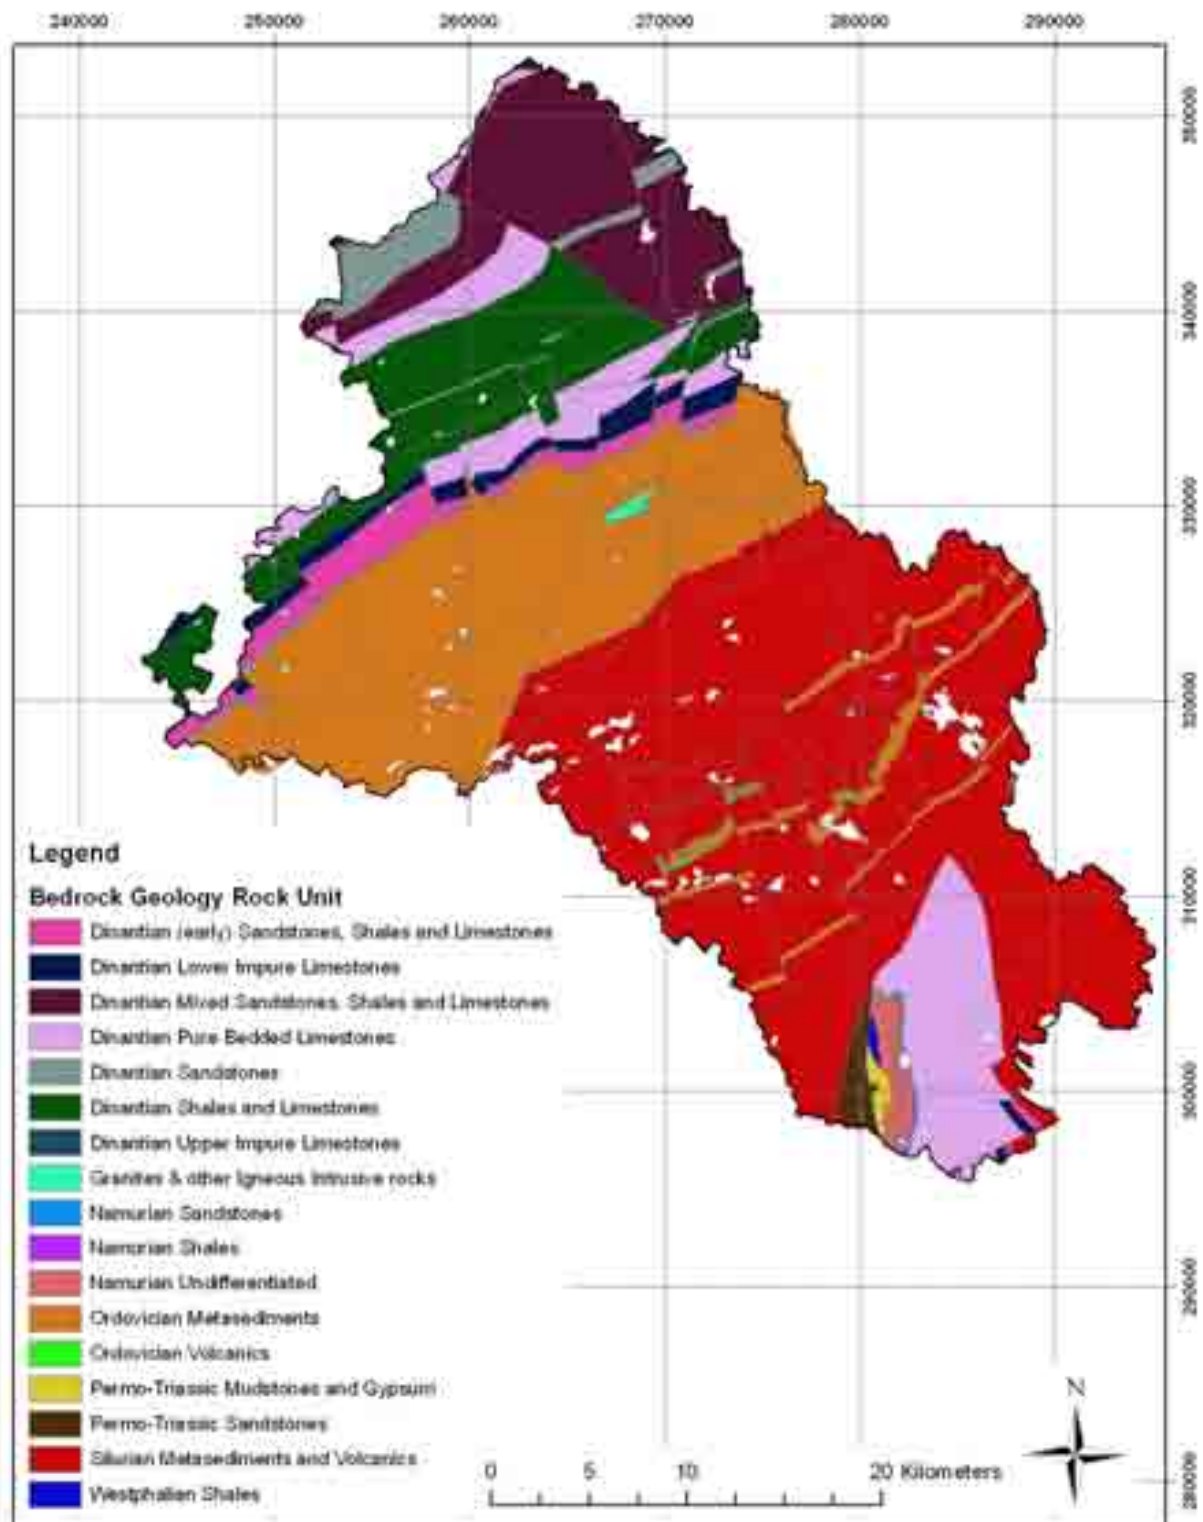 240000 250000 260000 270000 280000 290000
350000
340000
330000
320000
310000
300000
290000
280000
Legend
Bedrock Geology Rock Unit
Dinantian (early) Sandstones, Shales and Limestones
Dinantian Lower Impure Limestones
Dinantian Mixed Sandstones, Shales and Limestones
Dinantian Pure Bedded Limestones
Dinantian Sandstones
Dinantian Shales and Limestones
Dinantian Upper Impure Limestones
Granites & other Igneous Intrusive rocks
Namurian Sandstones
Namurian Shales
Namurian Undifferentiated
Ordovician Metasediments
Ordovician Volcanics
Permo-Triassic Mudstones and Gypsum
Permo-Triassic Sandstones
Silurian Metasediments and Volcanics
Westphalian Shales
N
0 5 10 20 Kilometers